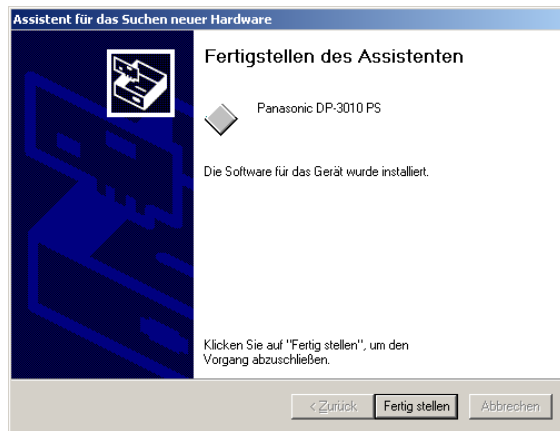 Assistent für das Suchen neuer Hardware
Fertigstellen des Assistenten
Panasonic DP-3010 PS
Die Software für das Gerät wurde installiert.
Klicken Sie auf "Fertig stellen", um den
Vorgang abzuschließen.
< Zurück Fertig stellen Abbrechen